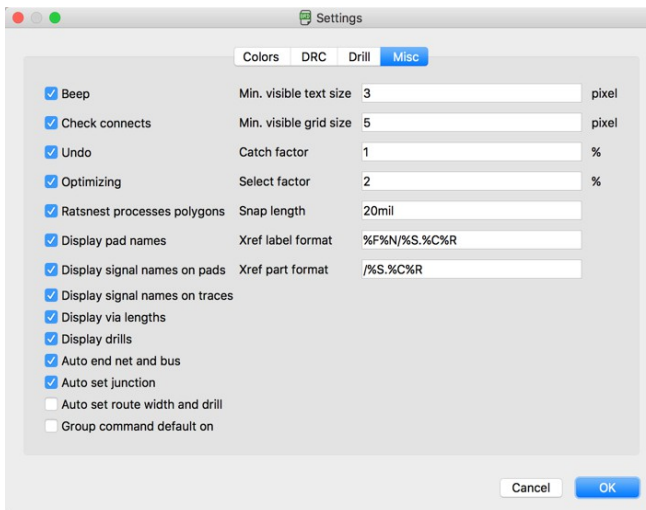 Settings
Colors DRC Drill Misc
Beep Min. visible text size 3 pixel
Check connects Min. visible grid size 5 pixel
Undo Catch factor 1 %
Optimizing Select factor 2 %
Ratsnest processes polygons Snap length 20mil
Display pad names Xref label format %F%N/%S.%C%R
Display signal names on pads Xref part format /%S.%C%R
Display signal names on traces
Display via lengths
Display drills
Auto end net and bus
Auto set junction
Auto set route width and drill
Group command default on
Cancel OK